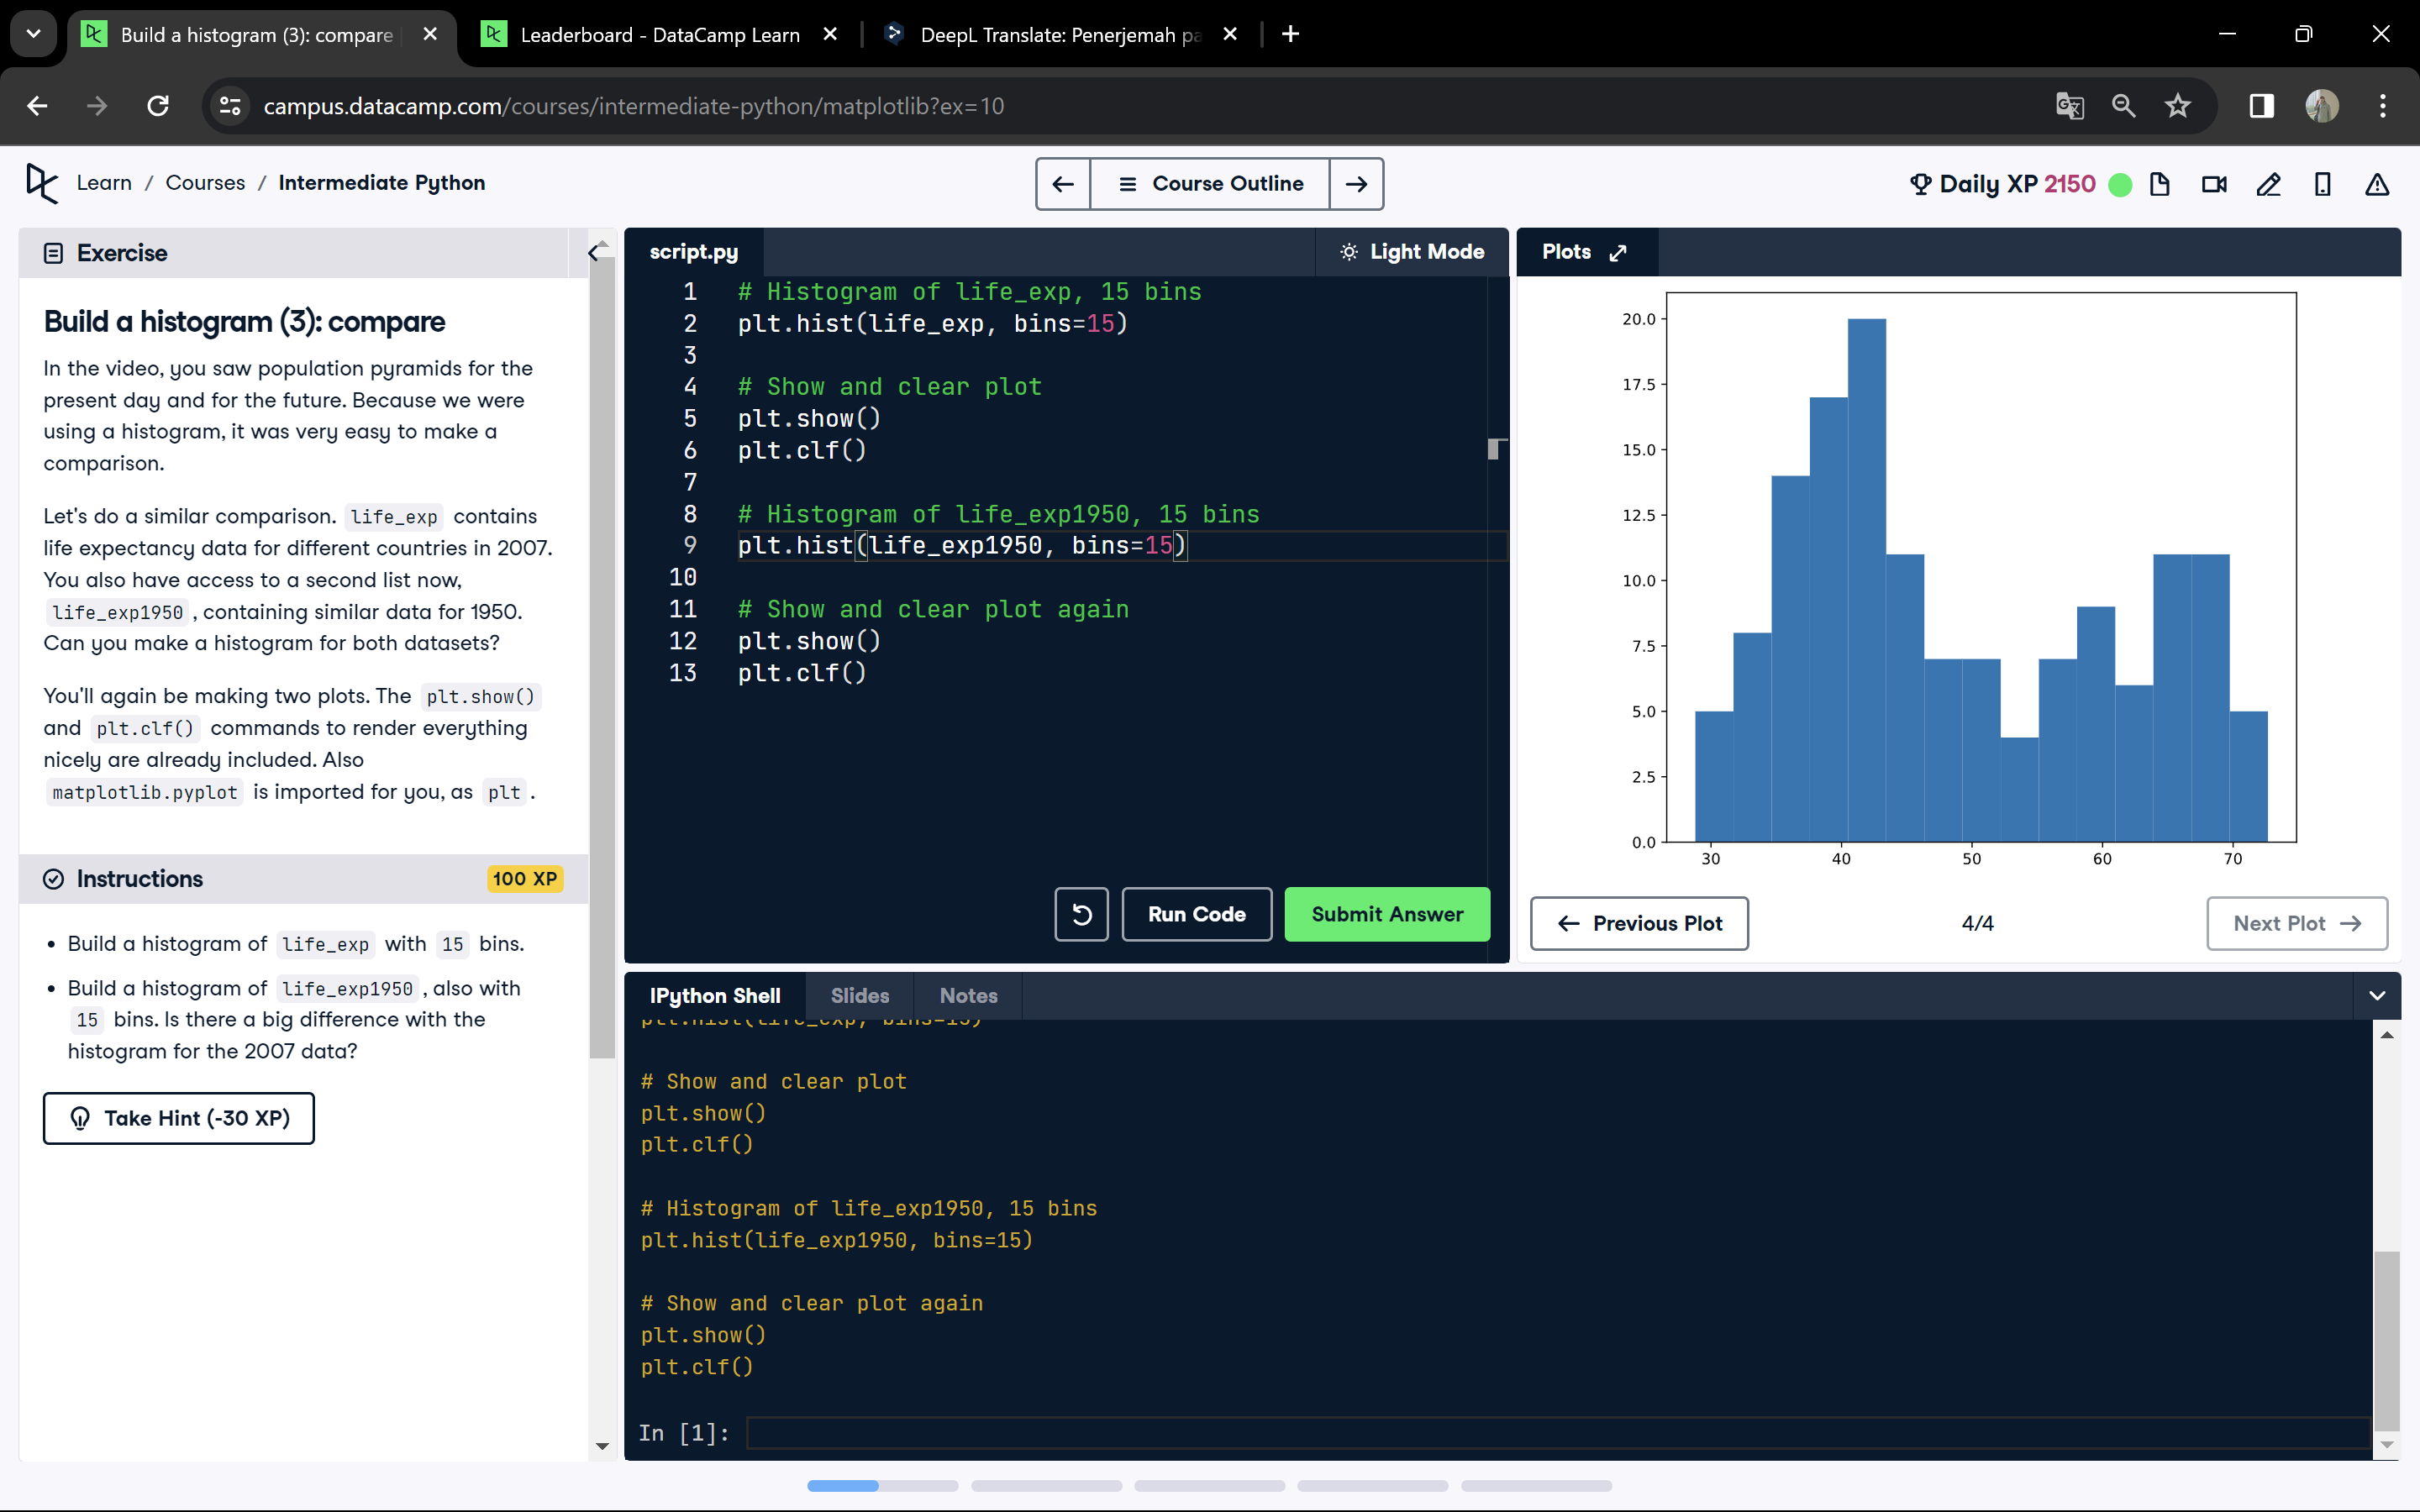 Build a histogram (3): compare
Leaderboard - DataCamp Learn
DeepL Translate: Penerjemah pa
campus.datacamp.com/courses/intermediate-python/matplotlib?ex=10
Learn / Courses / Intermediate Python
Course Outline
Daily XP 2150
Exercise
Build a histogram (3): compare
In the video, you saw population pyramids for the
present day and for the future. Because we were
using a histogram, it was very easy to make a
comparison.
Let's do a similar comparison. life_exp contains
life expectancy data for different countries in 2007.
You also have access to a second list now,
life_exp1950 , containing similar data for 1950.
Can you make a histogram for both datasets?
You'll again be making two plots. The plt.show()
and plt.clf() commands to render everything
nicely are already included. Also
matplotlib.pyplot is imported for you, as plt .
Instructions
100 XP
Build a histogram of life_exp with 15 bins.
Build a histogram of life_exp1950 , also with
15 bins. Is there a big difference with the
histogram for the 2007 data?
Take Hint (-30 XP)
script.py
Light Mode
1 # Histogram of life_exp, 15 bins
2 plt.hist(life_exp, bins=15)
3
4 # Show and clear plot
5 plt.show()
6 plt.clf()
7
8 # Histogram of life_exp1950, 15 bins
9 plt.hist(life_exp1950, bins=15)
10
11 # Show and clear plot again
12 plt.show()
13 plt.clf()
Run Code
Submit Answer
Plots
20.0
17.5
15.0
12.5
10.0
7.5
5.0
2.5
0.0
30 40 50 60 70
Previous Plot
4/4
Next Plot
IPython Shell
Slides
Notes
plt.hist(life_exp, bins=15)
# Show and clear plot
plt.show()
plt.clf()
# Histogram of life_exp1950, 15 bins
plt.hist(life_exp1950, bins=15)
# Show and clear plot again
plt.show()
plt.clf()
In [1]: